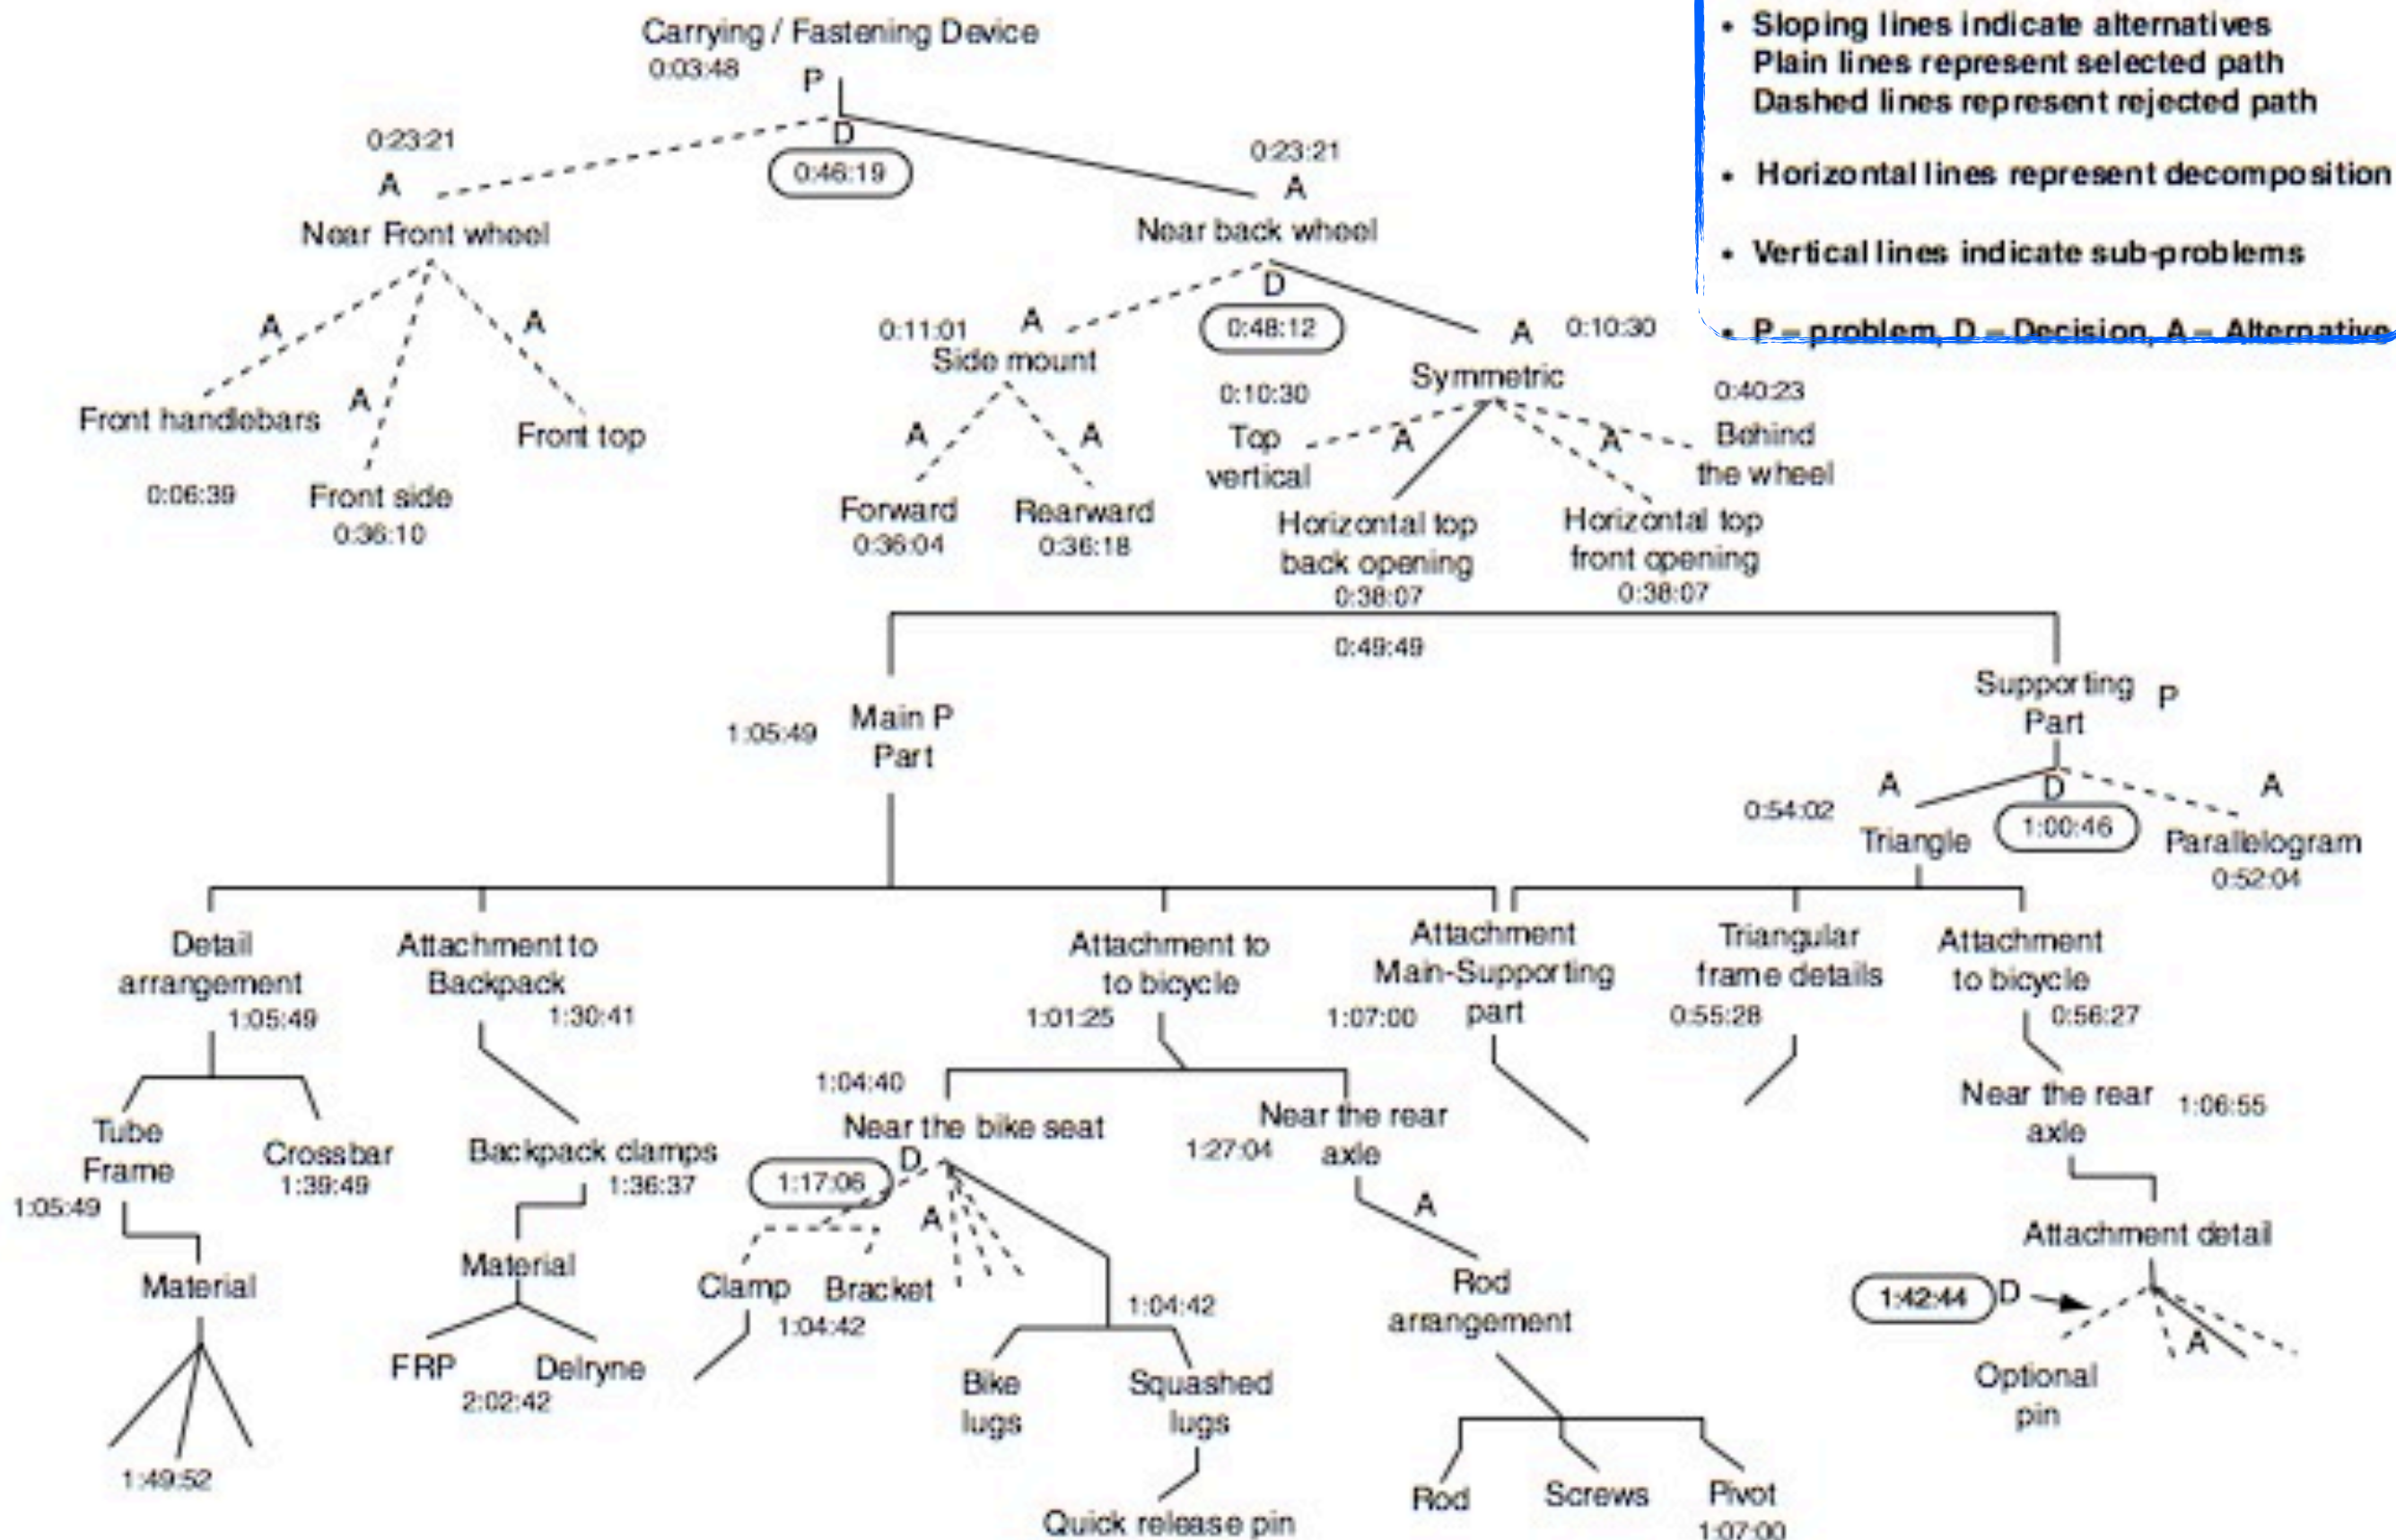 Carrying / Fastening Device
0:03:48
P
D
0:46:19
0:23:21
A
Near Front wheel
0:23:21
A
Near back wheel
• Sloping lines indicate alternatives
Plain lines represent selected path
Dashed lines represent rejected path
• Horizontal lines represent decomposition
• Vertical lines indicate sub-problems
• P – problem, D – Decision, A – Alternative
A
A
A
Front handlebars
0:06:39
Front side
0:36:10
Front top
D
0:48:12
0:11:01
A
Side mount
A
0:10:30
Symmetric
A
A
Forward
0:36:04
Rearward
0:36:18
0:10:30
Top
vertical
A
A
0:40:23
Behind
the wheel
Horizontal top
back opening
0:38:07
Horizontal top
front opening
0:38:07
0:49:49
1:05:49
Main P
Part
Supporting P
Part
A
D
A
0:54:02
Triangle
1:00:46
Parallelogram
0:52:04
Detail
arrangement
1:05:49
Attachment to
Backpack
1:30:41
Attachment to
to bicycle
1:01:25
Attachment
Main-Supporting
part
1:07:00
Triangular
frame details
0:55:28
Attachment
to bicycle
0:56:27
Tube
Frame
1:05:49
Crossbar
1:39:49
Material
1:49:52
Backpack clamps
1:36:37
Material
FRP
Delryne
2:02:42
1:04:40
Near the bike seat
D
1:17:06
A
Clamp
Bracket
1:04:42
1:04:42
Bike
lugs
Squashed
lugs
Quick release pin
Near the rear
axle
1:27:04
A
Rod
arrangement
Rod
Screws
Pivot
1:07:00
Near the rear
axle
1:06:55
Attachment detail
1:42:44
D
A
Optional
pin